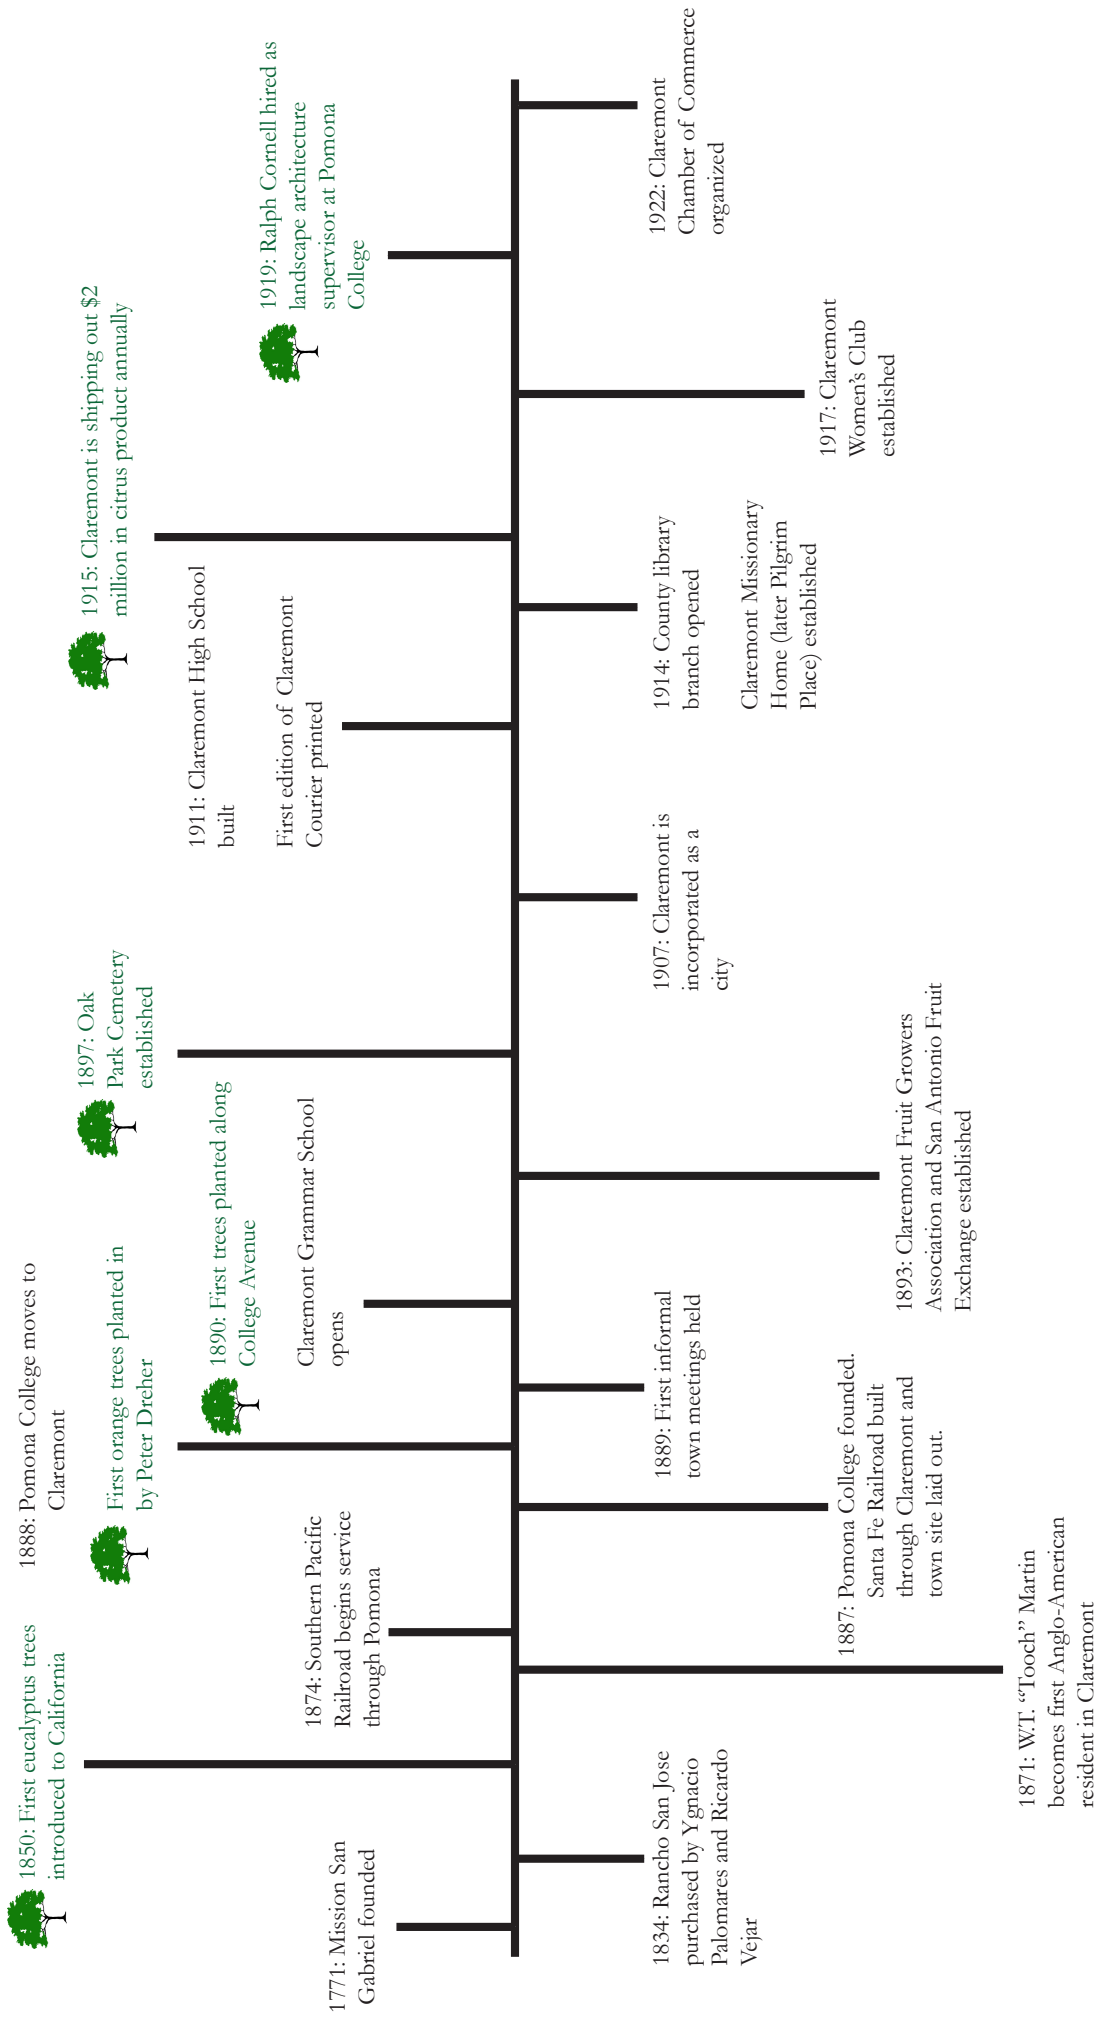 1771: Mission San
Gabriel founded
1834: Rancho San Jose
purchased by Ygnacio
Palomares and Ricardo
Vejar
1850: First eucalyptus trees
introduced to California
1871: W.T. “Tooch” Martin
becomes first Anglo-American
resident in Claremont
1874: Southern Pacific
Railroad begins service
through Pomona
1887: Pomona College founded.
Santa Fe Railroad built
through Claremont and
town site laid out.
1888: Pomona College moves to
Claremont
First orange trees planted in
by Peter Dreher
1889: First informal
town meetings held
1890: First trees planted along
College Avenue
Claremont Grammar School
opens
1893: Claremont Fruit Growers
Association and San Antonio Fruit
Exchange established
1897: Oak
Park Cemetery
established
1907: Claremont is
incorporated as a
city
1911: Claremont High School
built
First edition of Claremont
Courier printed
1914: County library
branch opened
Claremont Missionary
Home (later Pilgrim
Place) established
1915: Claremont is shipping out $2
million in citrus product annually
1917: Claremont
Women’s Club
established
1919: Ralph Cornell hired as
landscape architecture
supervisor at Pomona
College
1922: Claremont
Chamber of Commerce
organized